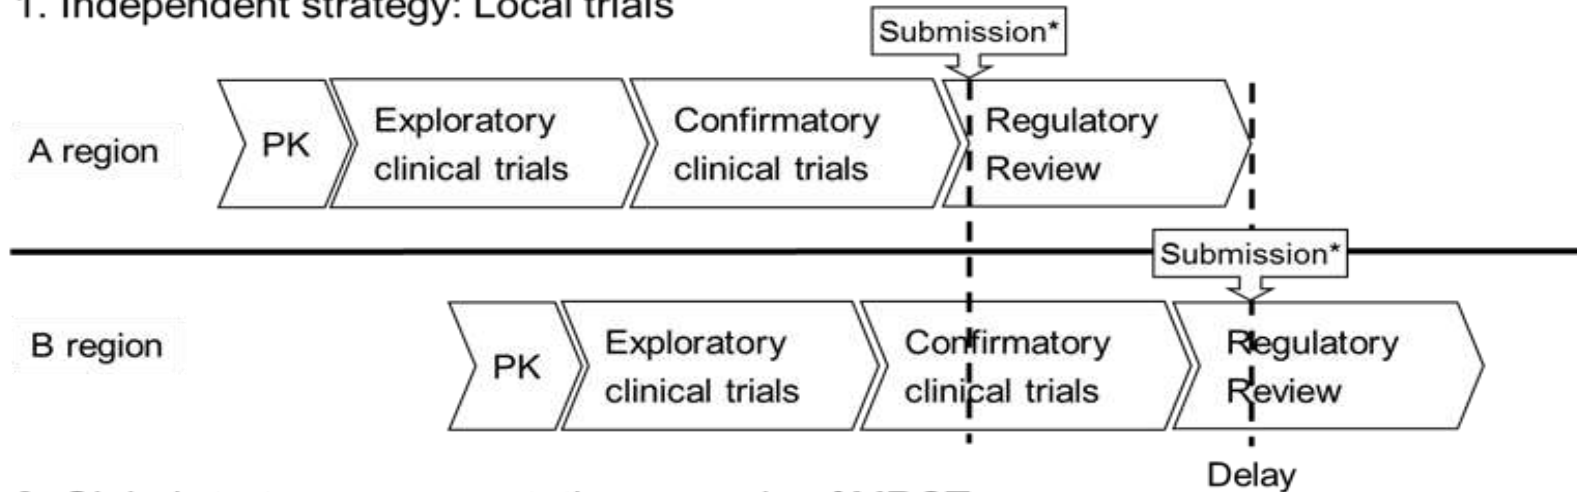 1. Independent strategy: Local trials
Submission*
A region
PK
Exploratory
clinical trials
Confirmatory
clinical trials
Regulatory
Review
Submission*
B region
PK
Exploratory
clinical trials
Confirmatory
clinical trials
Regulatory
Review
Delay